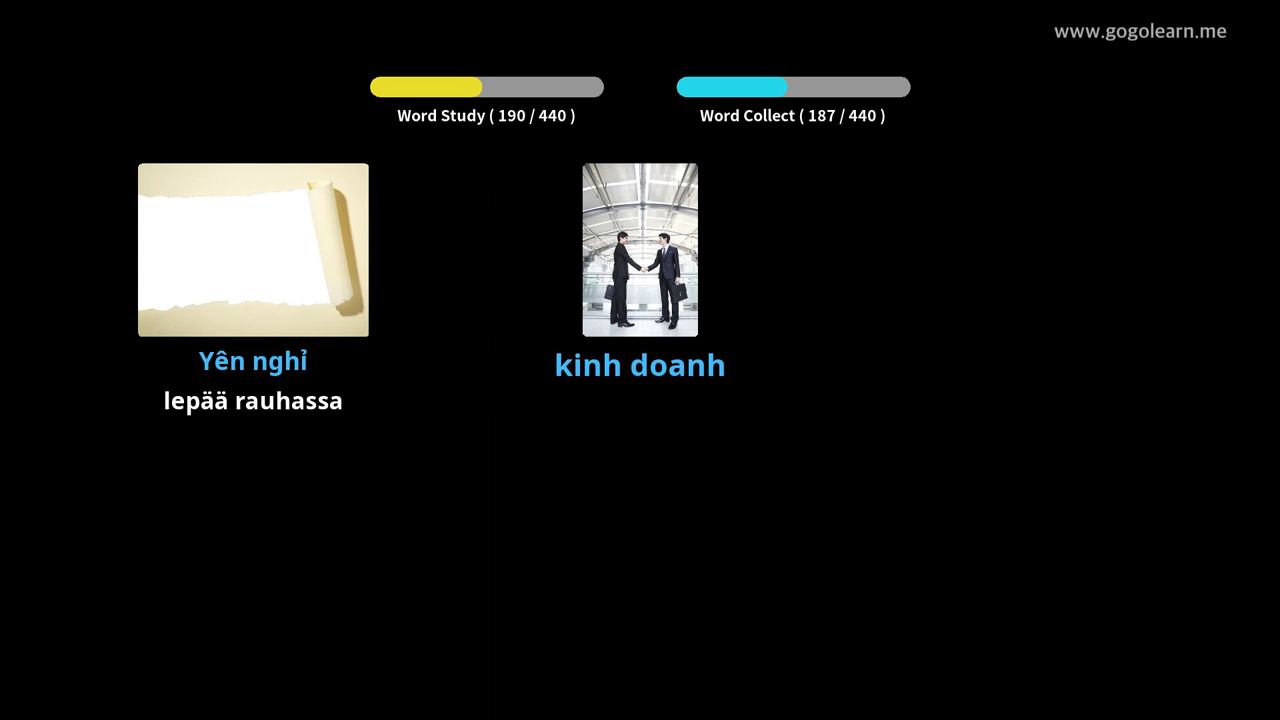 www.gogolearn.me
Word Study ( 190 / 440 )
Word Collect ( 187 / 440 )
Yên nghỉ
lepää rauhassa
kinh doanh